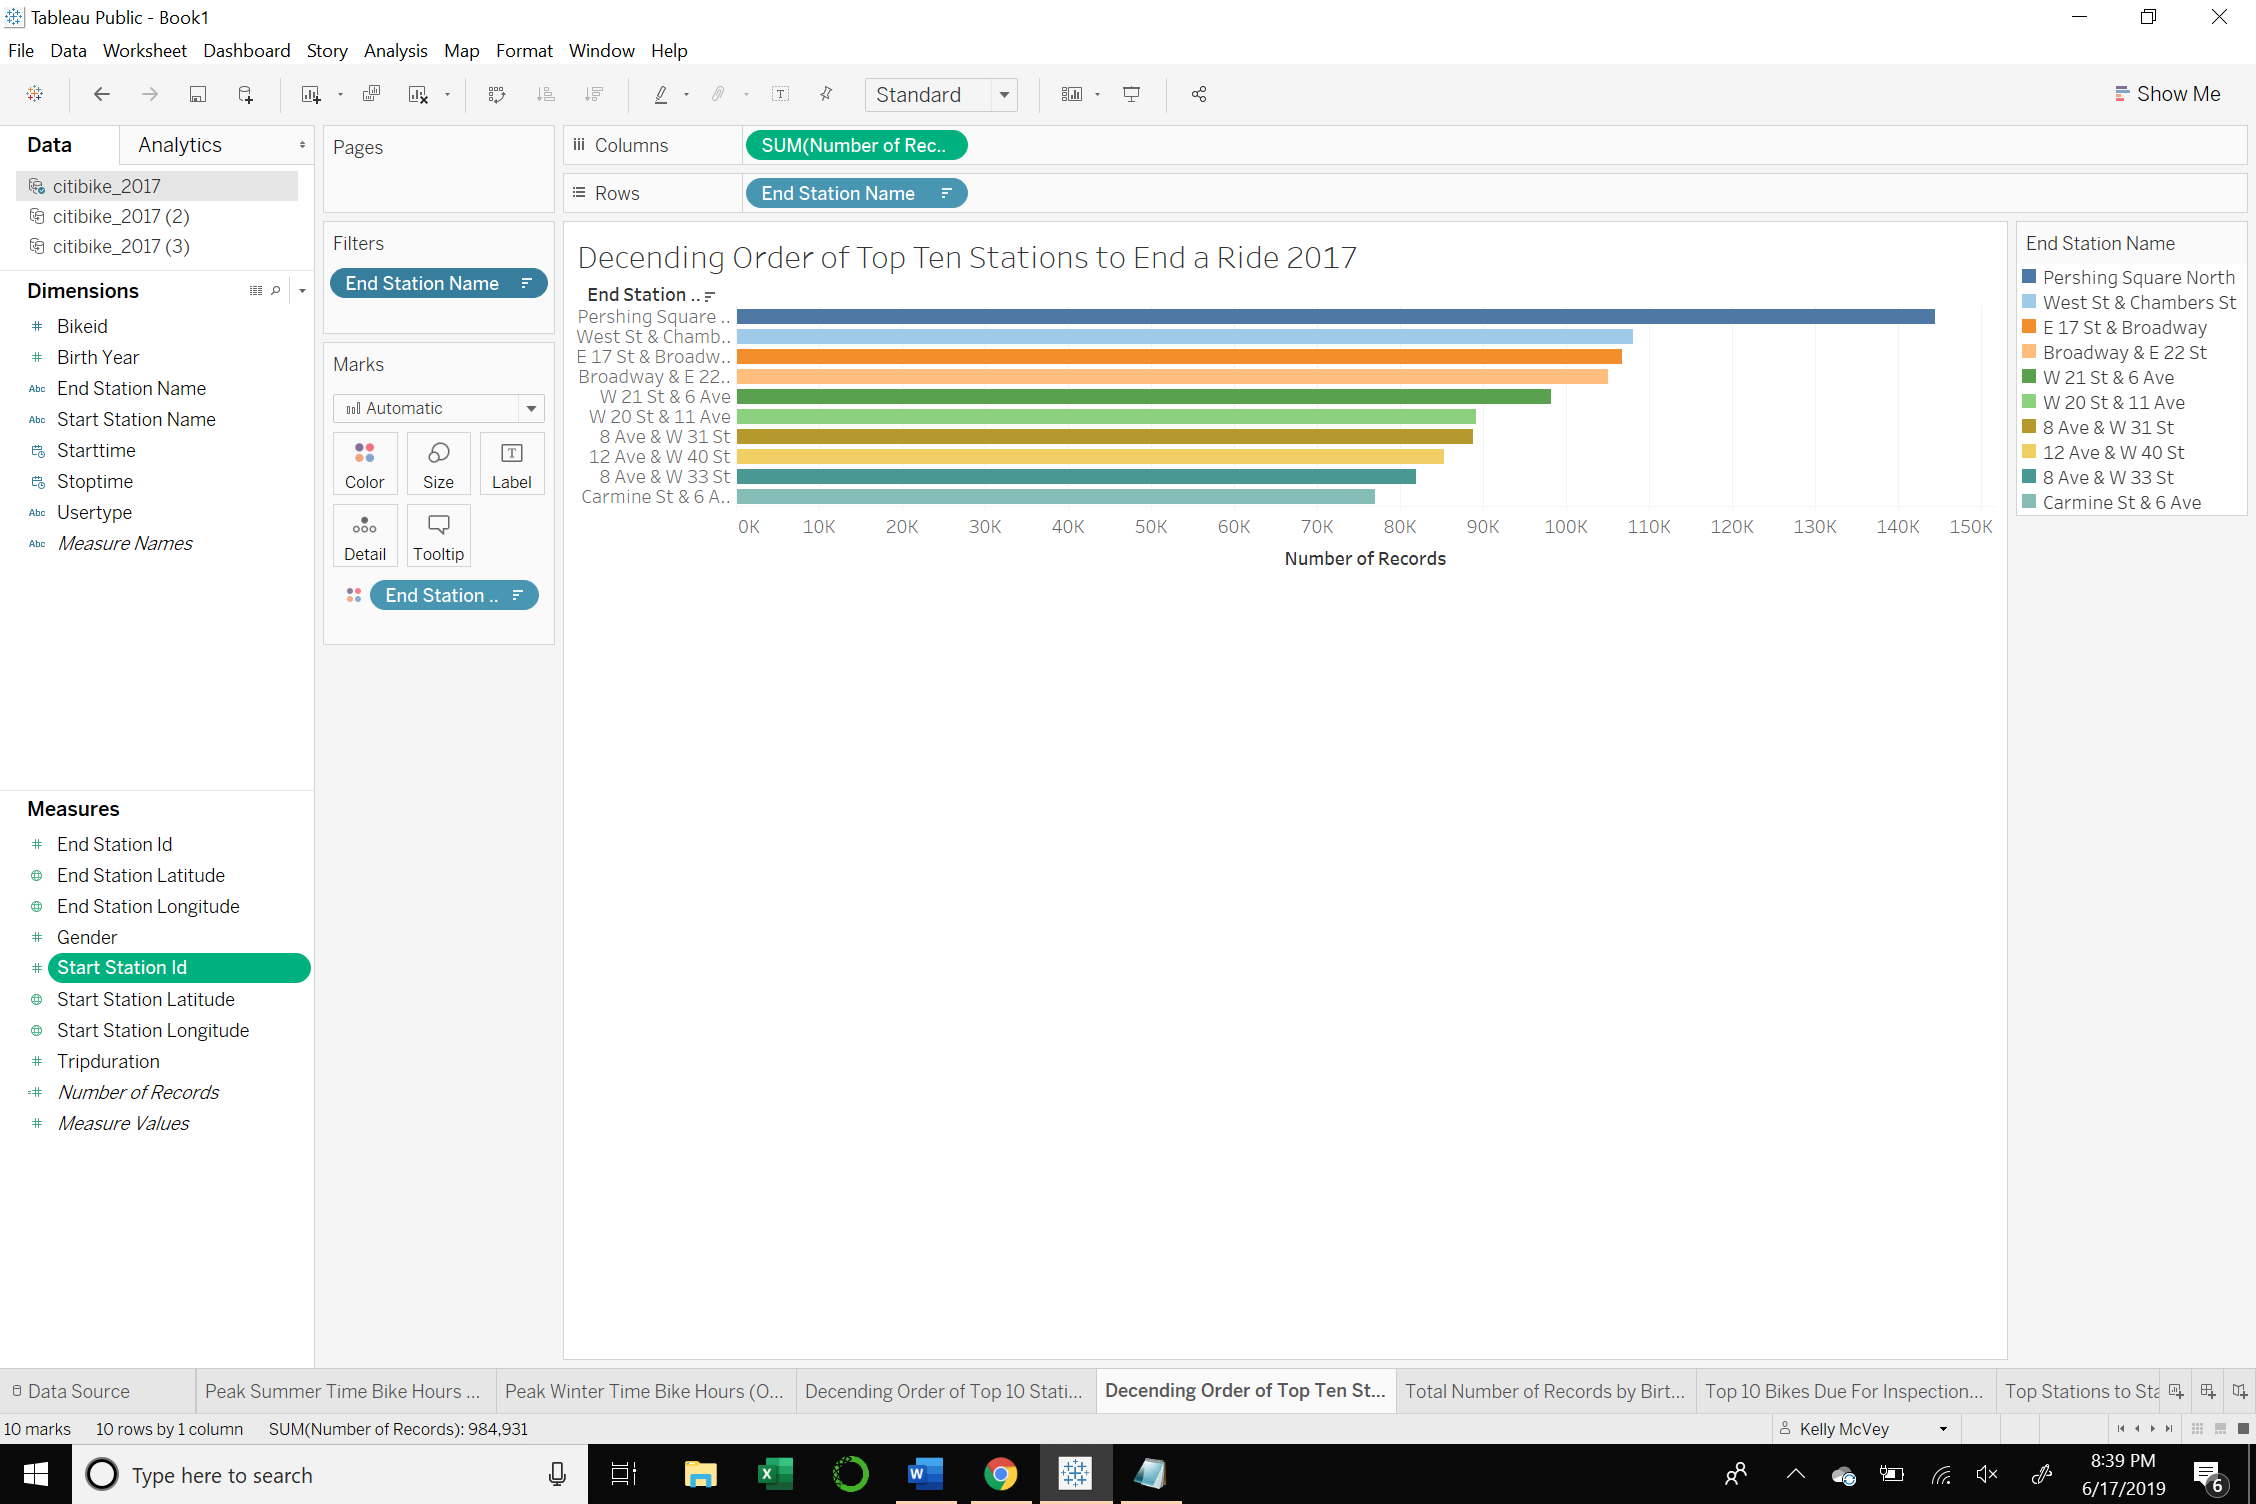 Tableau Public - Book1
File Data Worksheet Dashboard Story Analysis Map Format Window Help
Standard
Show Me
Data Analytics
citibike_2017
citibike_2017 (2)
citibike_2017 (3)
Dimensions
# Bikeid
# Birth Year
Abc End Station Name
Abc Start Station Name
Starttime
Stoptime
Abc Usertype
Abc Measure Names
Measures
# End Station Id
End Station Latitude
End Station Longitude
# Gender
# Start Station Id
Start Station Latitude
Start Station Longitude
# Tripduration
=# Number of Records
# Measure Values
Pages
Filters
End Station Name
Marks
Automatic
Color Size Label
Detail Tooltip
End Station ..
Columns SUM(Number of Rec..
Rows End Station Name
Decending Order of Top Ten Stations to End a Ride 2017
End Station ..
Pershing Square ..
West St & Chamb..
E 17 St & Broadw..
Broadway & E 22..
W 21 St & 6 Ave
W 20 St & 11 Ave
8 Ave & W 31 St
12 Ave & W 40 St
8 Ave & W 33 St
Carmine St & 6 A..
0K 10K 20K 30K 40K 50K 60K 70K 80K 90K 100K 110K 120K 130K 140K 150K
Number of Records
End Station Name
Pershing Square North
West St & Chambers St
E 17 St & Broadway
Broadway & E 22 St
W 21 St & 6 Ave
W 20 St & 11 Ave
8 Ave & W 31 St
12 Ave & W 40 St
8 Ave & W 33 St
Carmine St & 6 Ave
Data Source Peak Summer Time Bike Hours ... Peak Winter Time Bike Hours (O... Decending Order of Top 10 Stati... Decending Order of Top Ten St... Total Number of Records by Birt... Top 10 Bikes Due For Inspection... Top Stations to Sta
10 marks 10 rows by 1 column SUM(Number of Records): 984,931 Kelly McVey
Type here to search
8:39 PM
6/17/2019
6